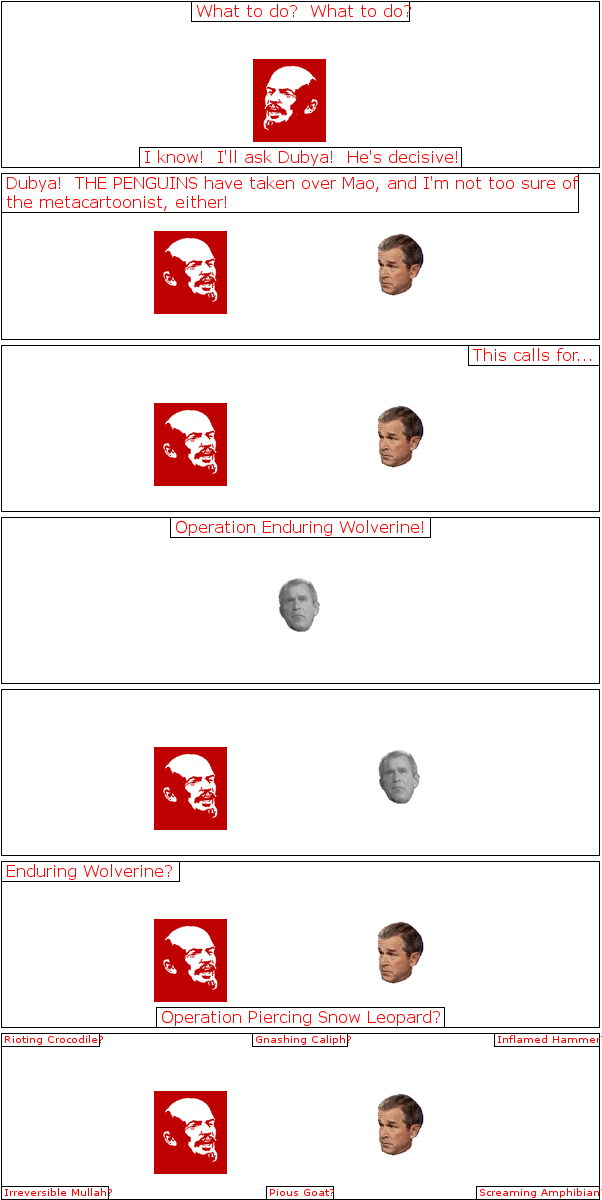 What to do?  What to do?
I know!  I'll ask Dubya!  He's decisive!
Dubya!  THE PENGUINS have taken over Mao, and I'm not too sure of
the metacartoonist, either!
This calls for...
Operation Enduring Wolverine!
Enduring Wolverine?
Operation Piercing Snow Leopard?
Rioting Crocodile?
Gnashing Caliph?
Inflamed Hammer
Irreversible Mullah?
Pious Goat?
Screaming Amphibian